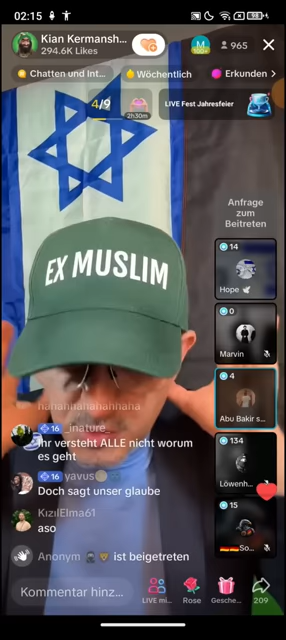 02:15
Kian Kermansh...
294.6K Likes
M
965
Chatten und Int...
Wöchentlich
Erkunden
4/9
2h30m
LIVE Fest Jahresfeier
Anfrage
zum
Beitreten
14
Hope
EX MUSLIM
0
Marvin
4
Abu Bakir s...
hahahahahahahaha
16 _inature_
Ihr versteht ALLE nicht worum
es geht
134
Löwenh...
16 yavus
Doch sagt unser glaube
KızılElma61
aso
15
So...
Anonym ist beigetreten
Kommentar hinz...
LIVE mi...
Rose
Gesche...
209